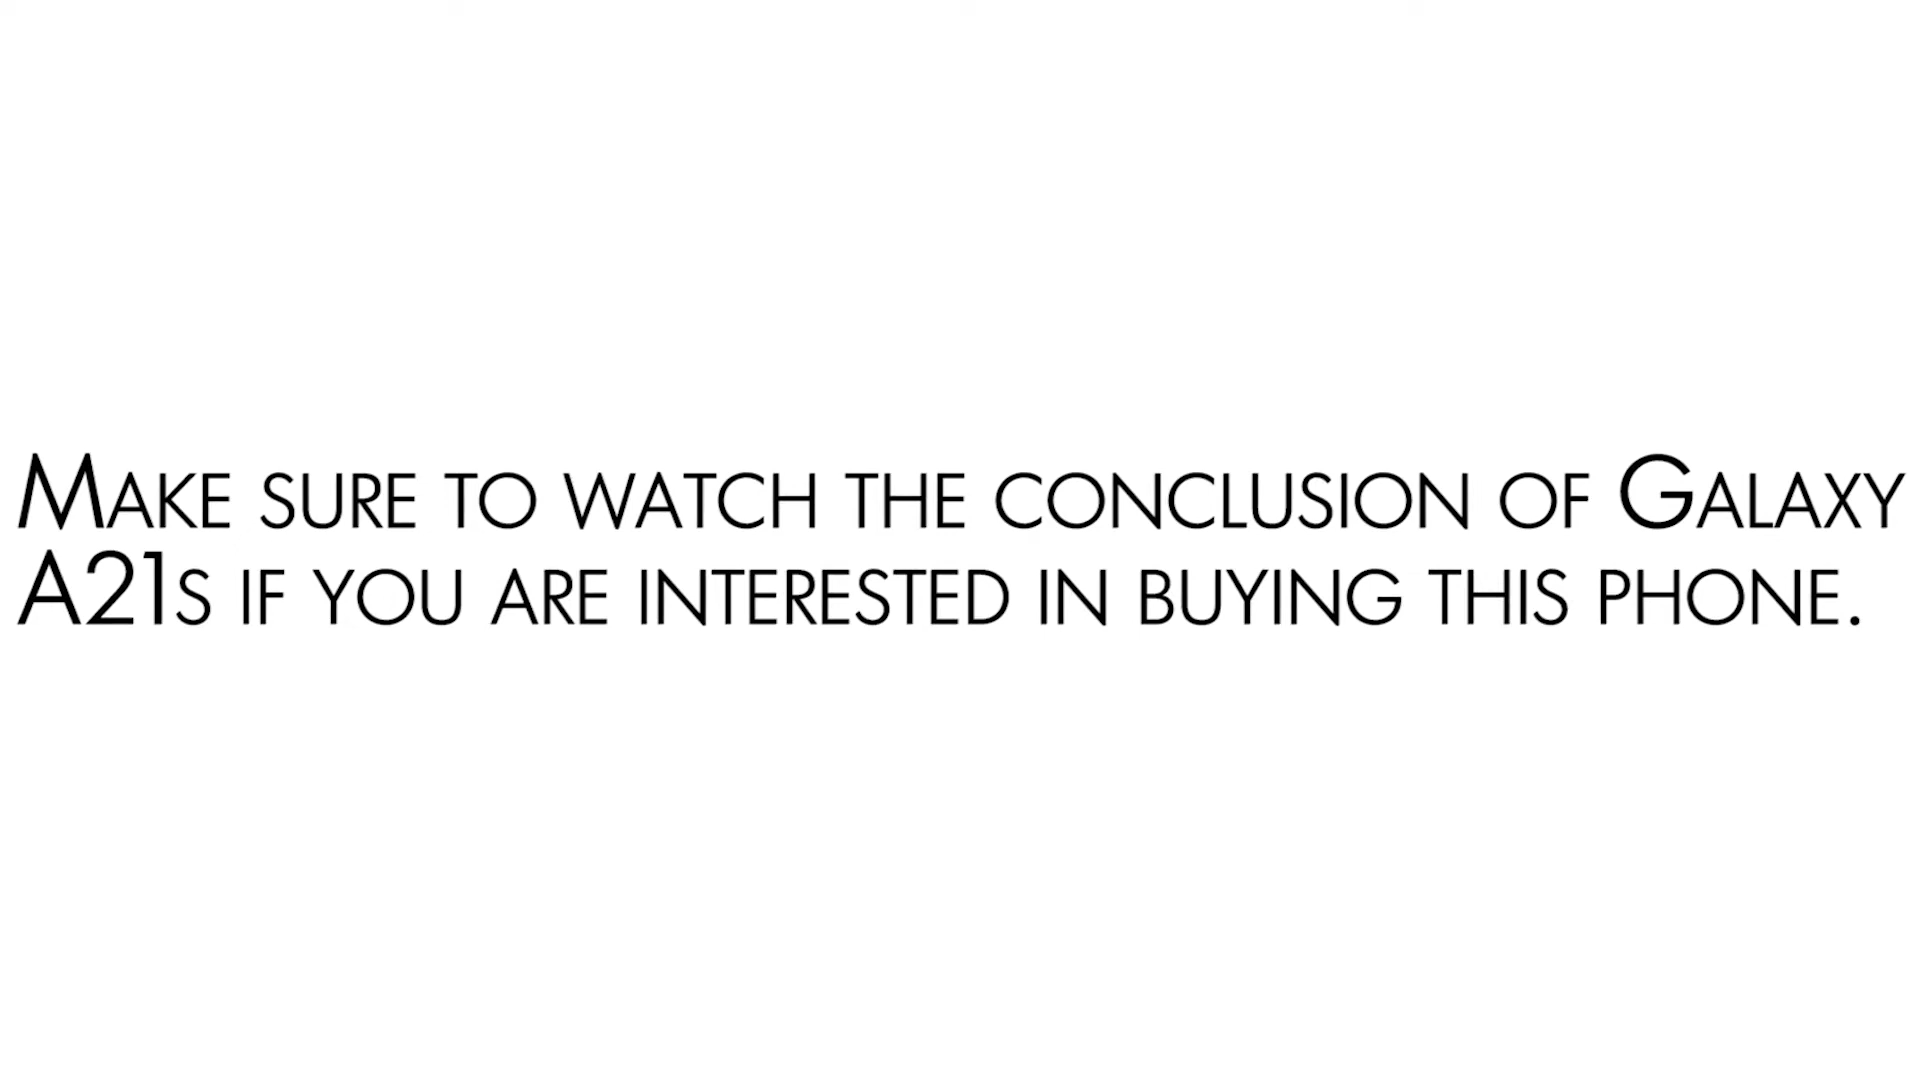 Make sure to watch the conclusion of Galaxy
A21s if you are interested in buying this phone.